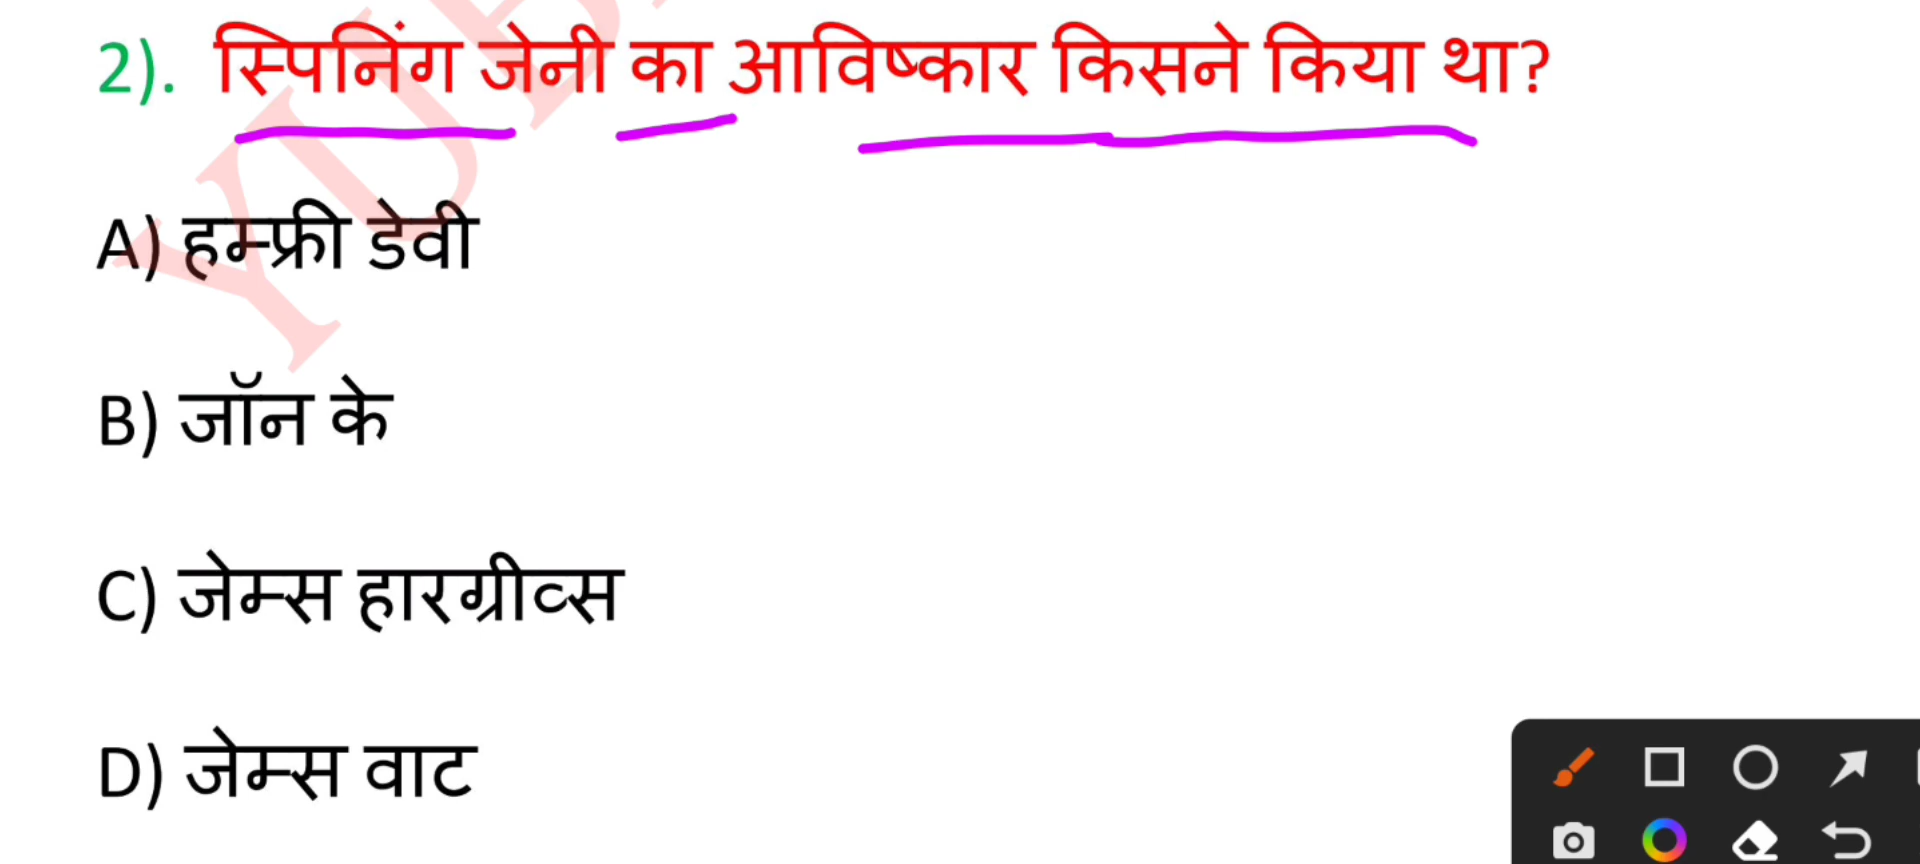 2). स्पिनिंग जेनी का आविष्कार किसने किया था?
A) हम्फ्री डेवी
B) जॉन के
C) जेम्स हारग्रीव्स
D) जेम्स वाट